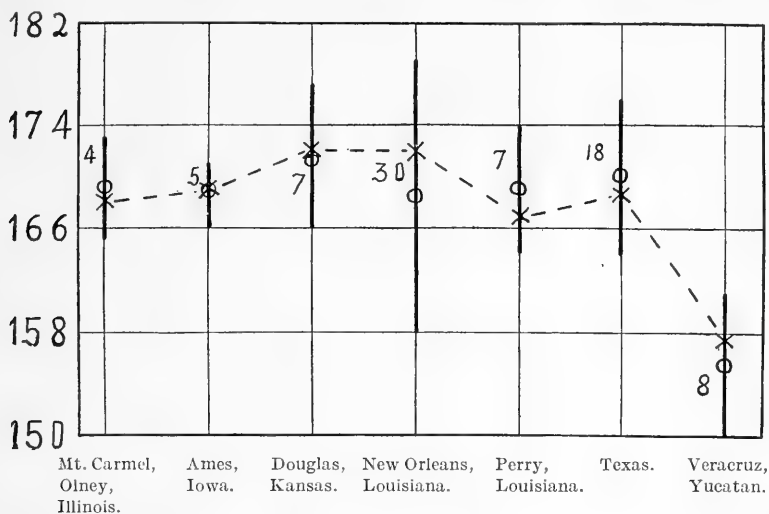 182
174
166
158
150
4
5
7
30
7
18
8
Mt. Carmel,
Olney,
Illinois.
Ames,
Iowa.
Douglas,
Kansas.
New Orleans,
Louisiana.
Perry,
Louisiana.
Texas.
Veracruz,
Yucatan.